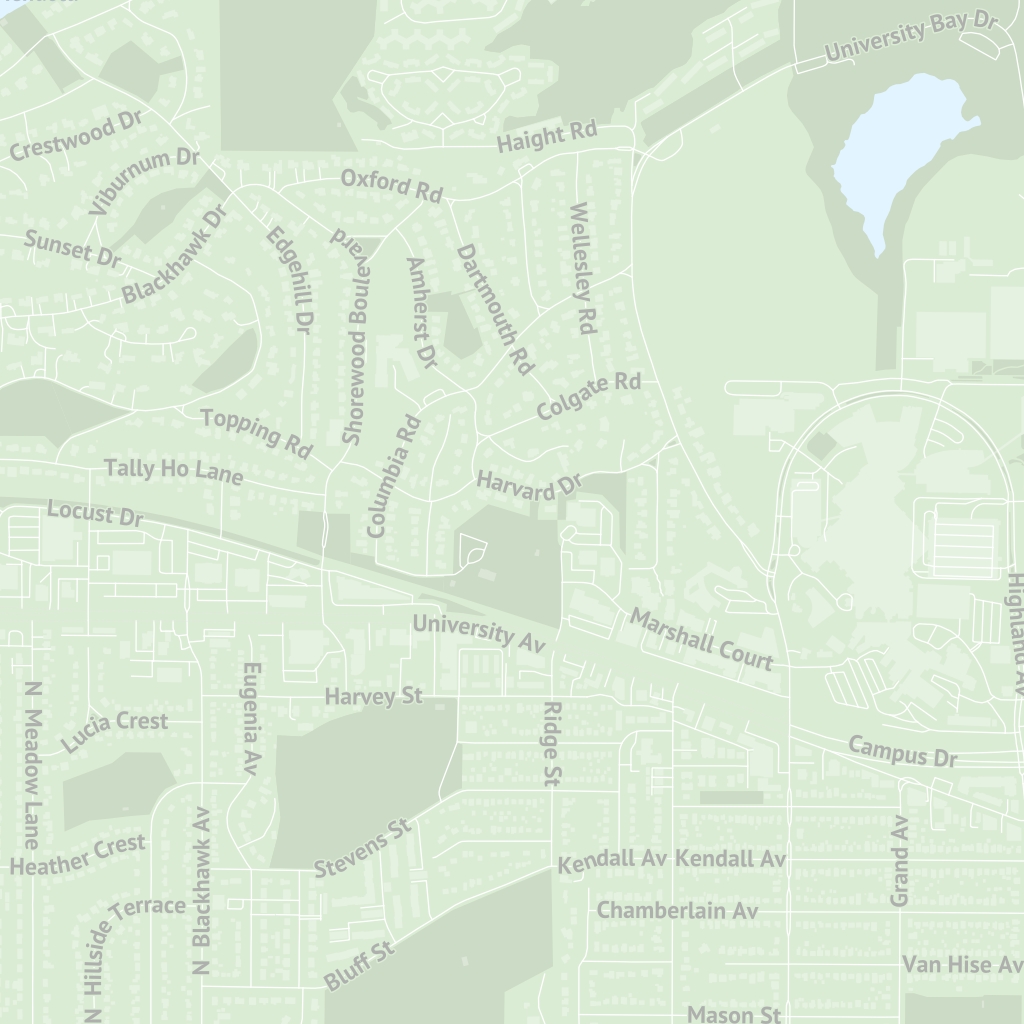 University Bay Dr
Crestwood Dr
Haight Rd
Viburnum Dr
Oxford Rd
Sunset Dr
Blackhawk Dr
Edgehill Dr
Shorewood Boulevard
Amherst Dr
Dartmouth Rd
Wellesley Rd
Colgate Rd
Topping Rd
Columbia Rd
Tally Ho Lane
Harvard Dr
Locust Dr
University Av
Marshall Court
Highland Av
Eugenia Av
Harvey St
N Meadow Lane
Lucia Crest
Ridge St
Campus Dr
Heather Crest
N Blackhawk Av
Stevens St
Kendall Av
Kendall Av
Grand Av
N Hillside Terrace
Chamberlain Av
Bluff St
Van Hise Av
Mason St